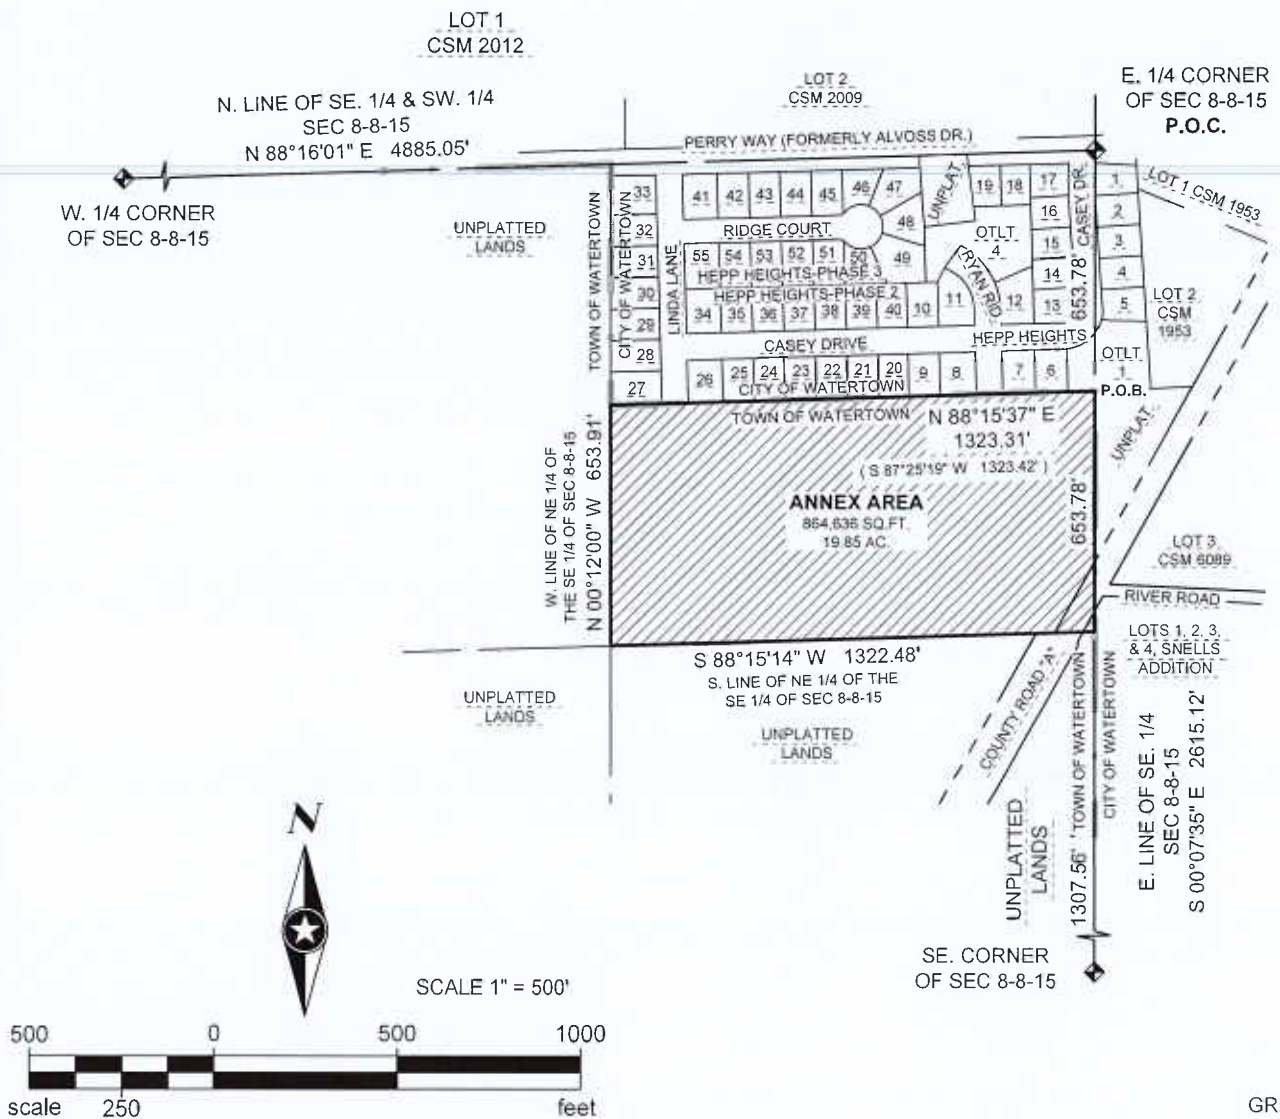 LOT 1
CSM 2012
N. LINE OF SE. 1/4 & SW. 1/4
SEC 8-8-15
N 88°16'01" E 4885.05'
LOT 2
CSM 2009
E. 1/4 CORNER
OF SEC 8-8-15
P.O.C.
PERRY WAY (FORMERLY ALVOSS DR.)
W. 1/4 CORNER
OF SEC 8-8-15
UNPLATTED
LANDS
TOWN OF WATERTOWN
CITY OF WATERTOWN
33
32
31
30
29
28
27
LINDA LANE
41 42 43 44 45 46 47
48
49
RIDGE COURT
55 54 53 52 51 50
HEPP HEIGHTS-PHASE 3
HEPP HEIGHTS-PHASE 2
34 35 36 37 38 39 40 10 11
UNPLAT.
19 18 17
16
15
14
13
12
OTLT
4
RYAN RID.
CASEY DR.
653.78'
1
2
3
4
5
LOT 1 CSM 1953
LOT 2
CSM
1953
CASEY DRIVE
HEPP HEIGHTS
26 25 24 23 22 21 20 9 8 7 6
CITY OF WATERTOWN
OTLT
1
P.O.B.
UNPLAT.
TOWN OF WATERTOWN
N 88°15'37" E
1323.31'
( S 87°25'19" W 1323.42' )
ANNEX AREA
864,636 SQ.FT.
19.85 AC.
653.78'
W. LINE OF NE 1/4 OF
THE SE 1/4 OF SEC 8-8-15
N 00°12'00" W 653.91'
LOT 3
CSM 6089
RIVER ROAD
LOTS 1, 2, 3,
& 4, SNELLS
ADDITION
S 88°15'14" W 1322.48'
S. LINE OF NE 1/4 OF THE
SE 1/4 OF SEC 8-8-15
UNPLATTED
LANDS
UNPLATTED
LANDS
COUNTY ROAD "A"
TOWN OF WATERTOWN
CITY OF WATERTOWN
1307.56'
UNPLATTED
LANDS
E. LINE OF SE. 1/4
SEC 8-8-15
S 00°07'35" E 2615.12'
SE. CORNER
OF SEC 8-8-15
N
SCALE 1" = 500'
500 0 500 1000
scale 250 feet
GR